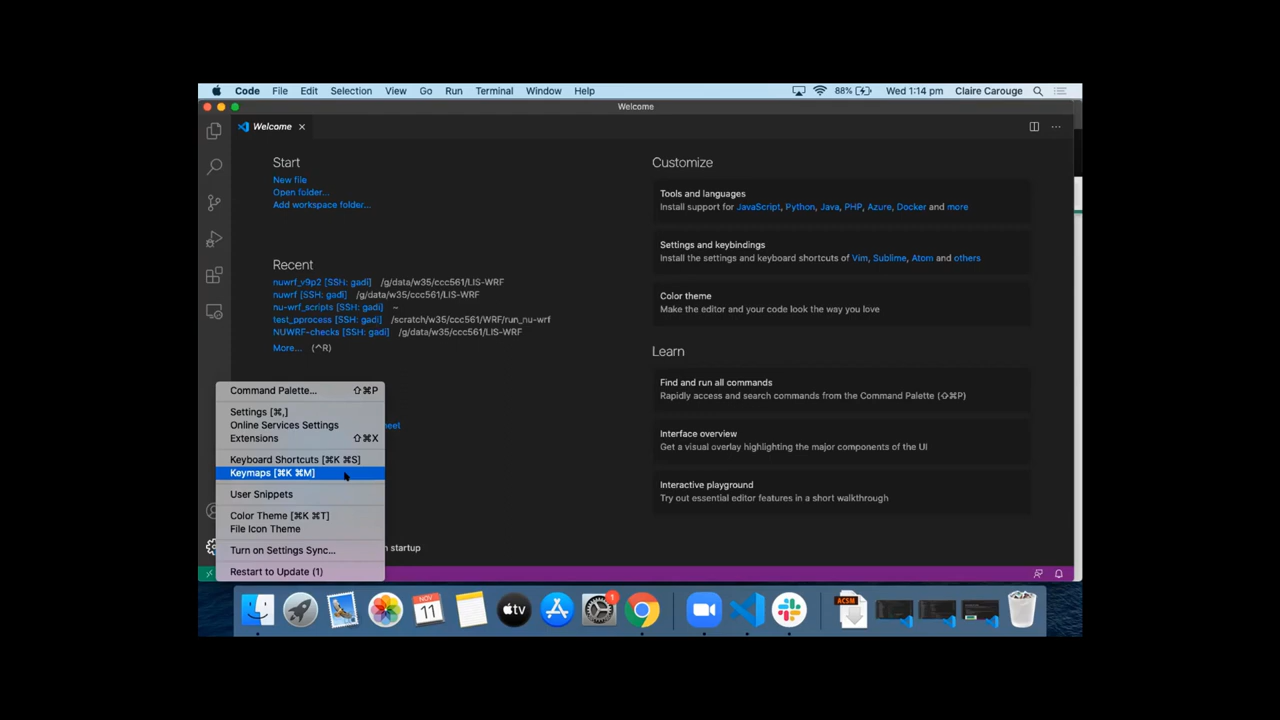 Code File Edit Selection View Go Run Terminal Window Help 88% Wed 1:14 pm Claire Carouge
Welcome
Welcome
Start
New file
Open folder...
Add workspace folder...
Recent
nuwrf_y9p2 [SSH: gadi] /g/data/w35/ccc561/LIS-WRF
nuwrf [SSH: gadi] /g/data/w35/ccc561/LIS-WRF
nu-wrf_scripts [SSH: gadi] ~
test_pprocess [SSH: gadi] /scratch/w35/ccc561/WRF/run_nu-wrf
NUWRF-checks [SSH: gadi] /g/data/w35/ccc561/LIS-WRF
More... (^R)
Customize
Tools and languages
Install support for JavaScript, Python, Java, PHP, Azure, Docker and more
Settings and keybindings
Install the settings and keyboard shortcuts of Vim, Sublime, Atom and others
Color theme
Make the editor and your code look the way you love
Learn
Find and run all commands
Rapidly access and search commands from the Command Palette (⇧⌘P)
Interface overview
Get a visual overlay highlighting the major components of the UI
Interactive playground
Try out essential editor features in a short walkthrough
Command Palette... ⇧⌘P
Settings [⌘,]
Online Services Settings
Extensions ⇧⌘X
Keyboard Shortcuts [⌘K ⌘S]
Keymaps [⌘K ⌘M]
User Snippets
Color Theme [⌘K ⌘T]
File Icon Theme
Turn on Settings Sync...
Restart to Update (1)
eet
n startup
NOV
11
tv
1
ACSM